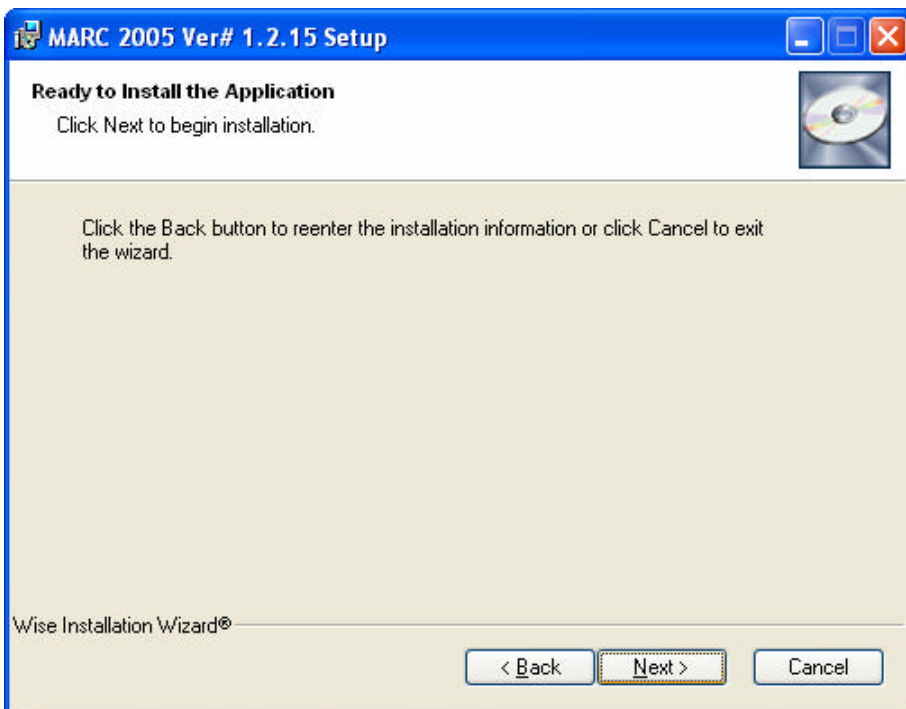 MARC 2005 Ver# 1.2.15 Setup
Ready to Install the Application
Click Next to begin installation.
Click the Back button to reenter the installation information or click Cancel to exit
the wizard.
Wise Installation Wizard®
< Back
Next >
Cancel